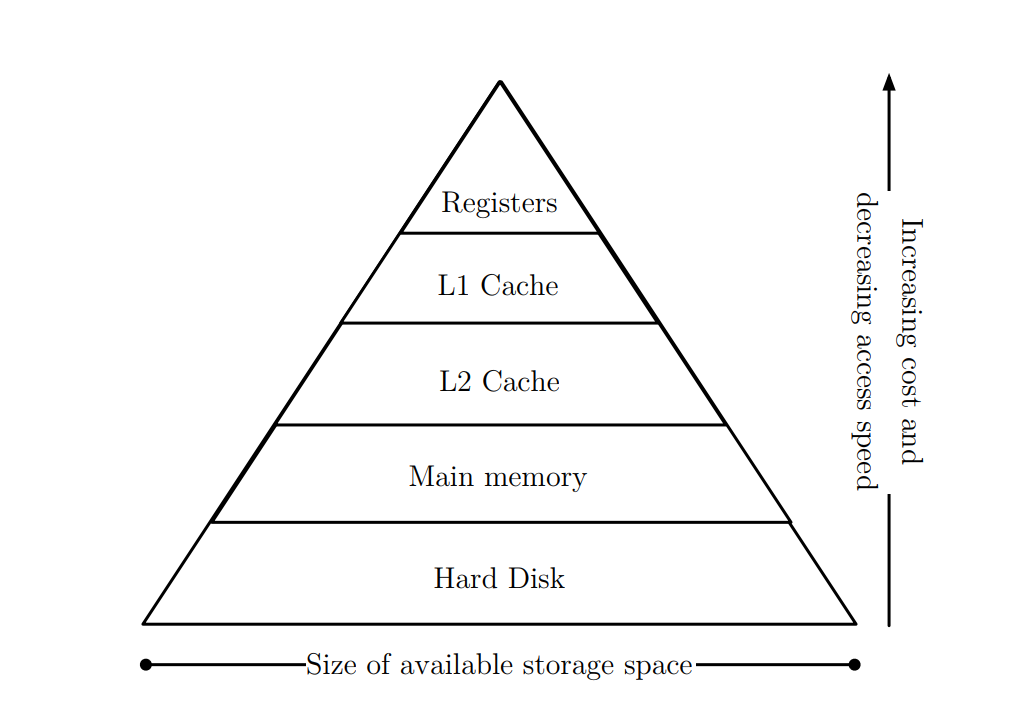 Registers
L1 Cache
L2 Cache
Main memory
Hard Disk
Size of available storage space
Increasing cost and
decreasing access speed